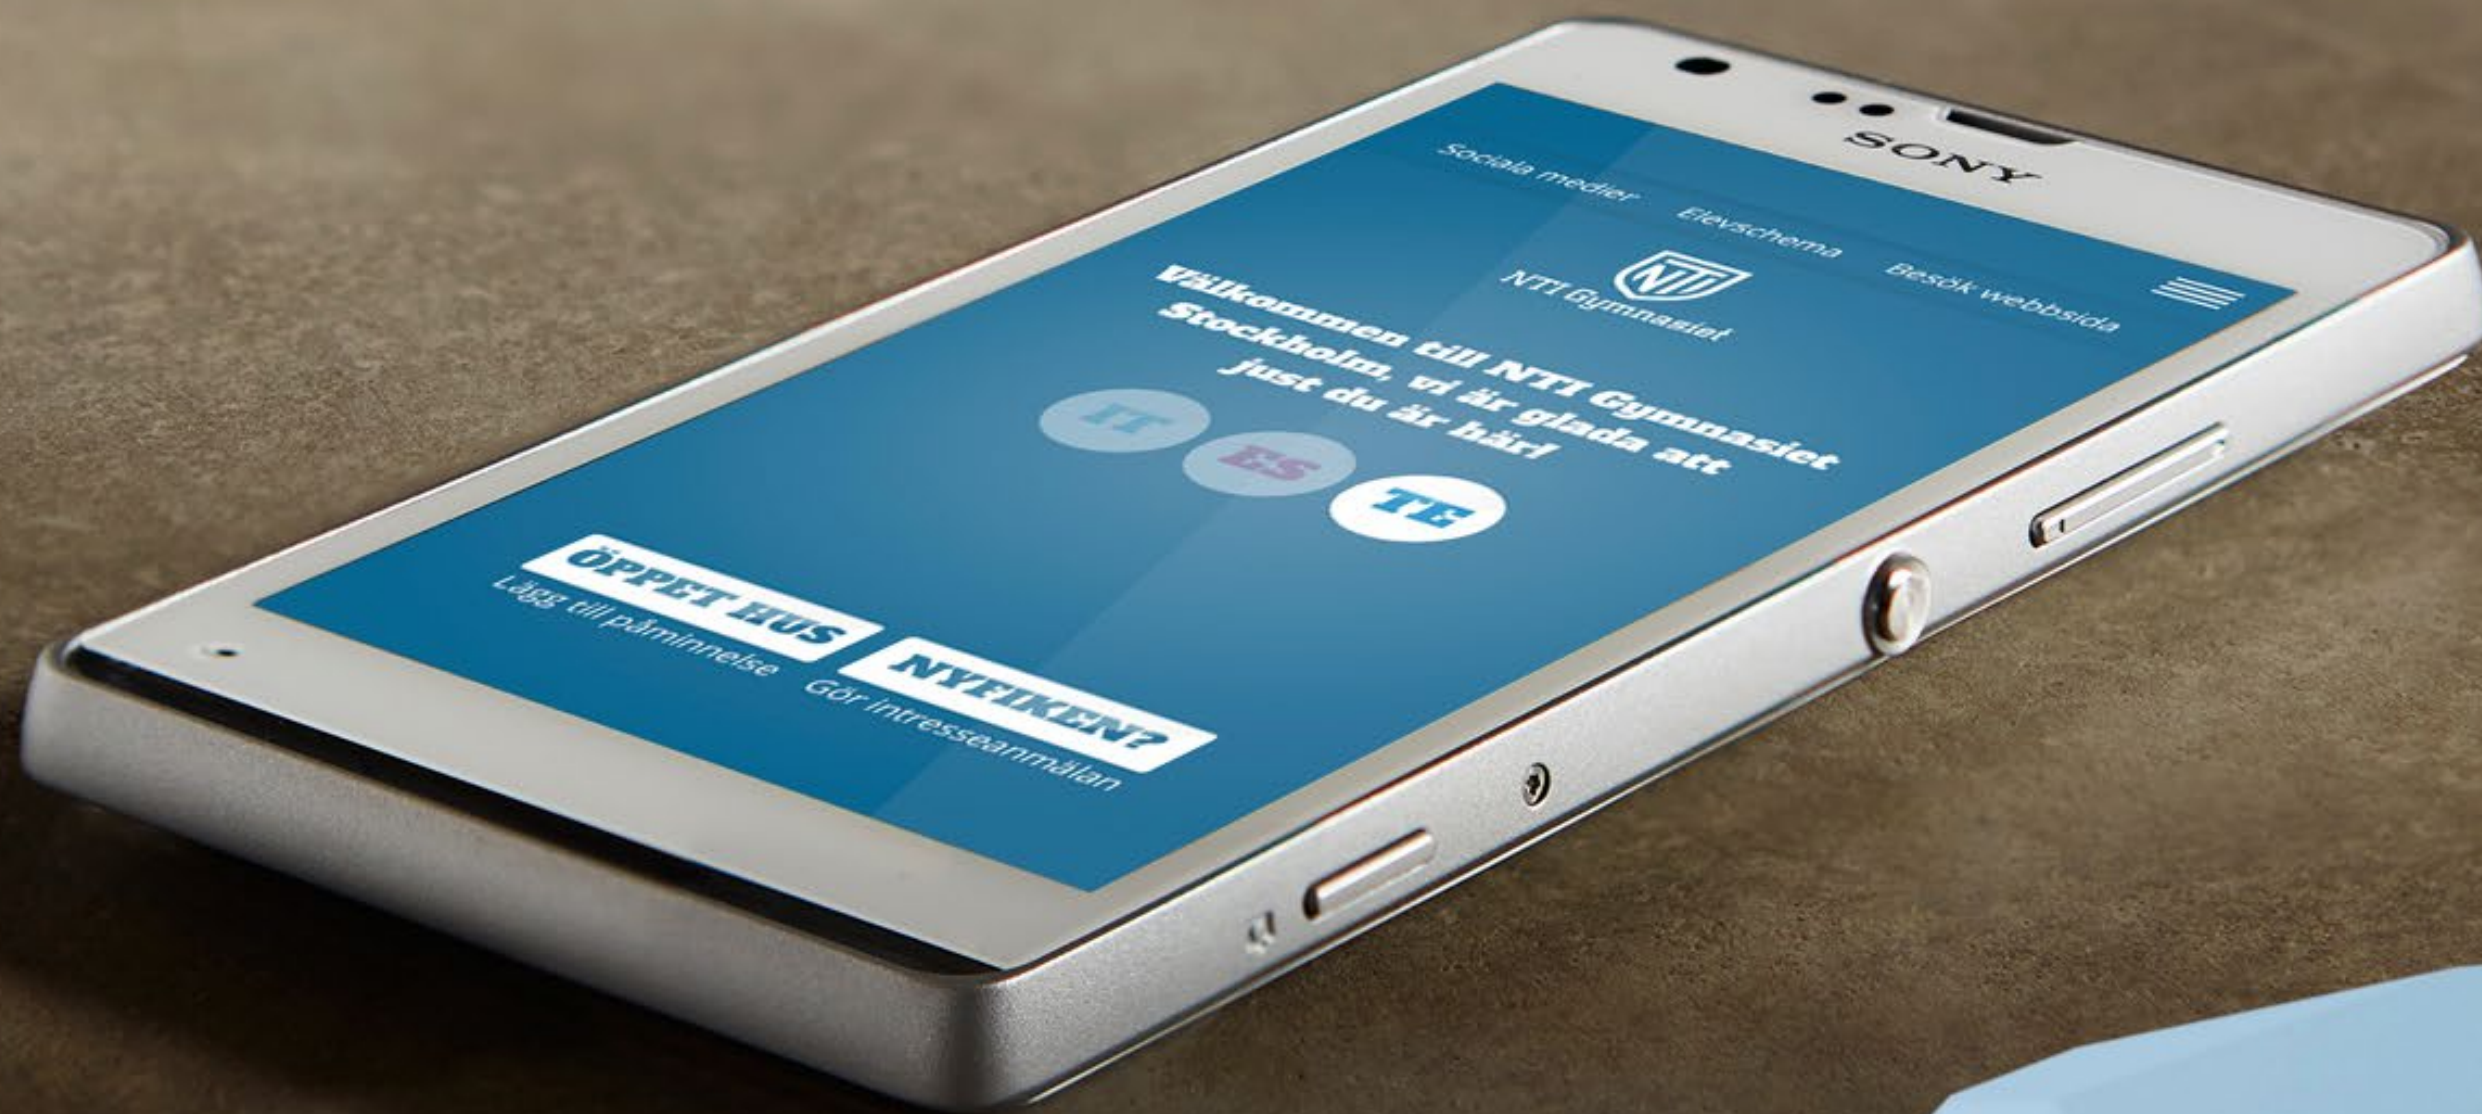 SONY
Sociala medier
Elevschema
Besök webbsida
NTI
NTI Gymnasiet
Välkommen till NTI Gymnasiet
Stockholm, vi är glada att
just du är här!
IT
ES
TE
ÖPPET HUS
Lägg till påminnelse
NYFIKEN?
Gör intresseanmälan